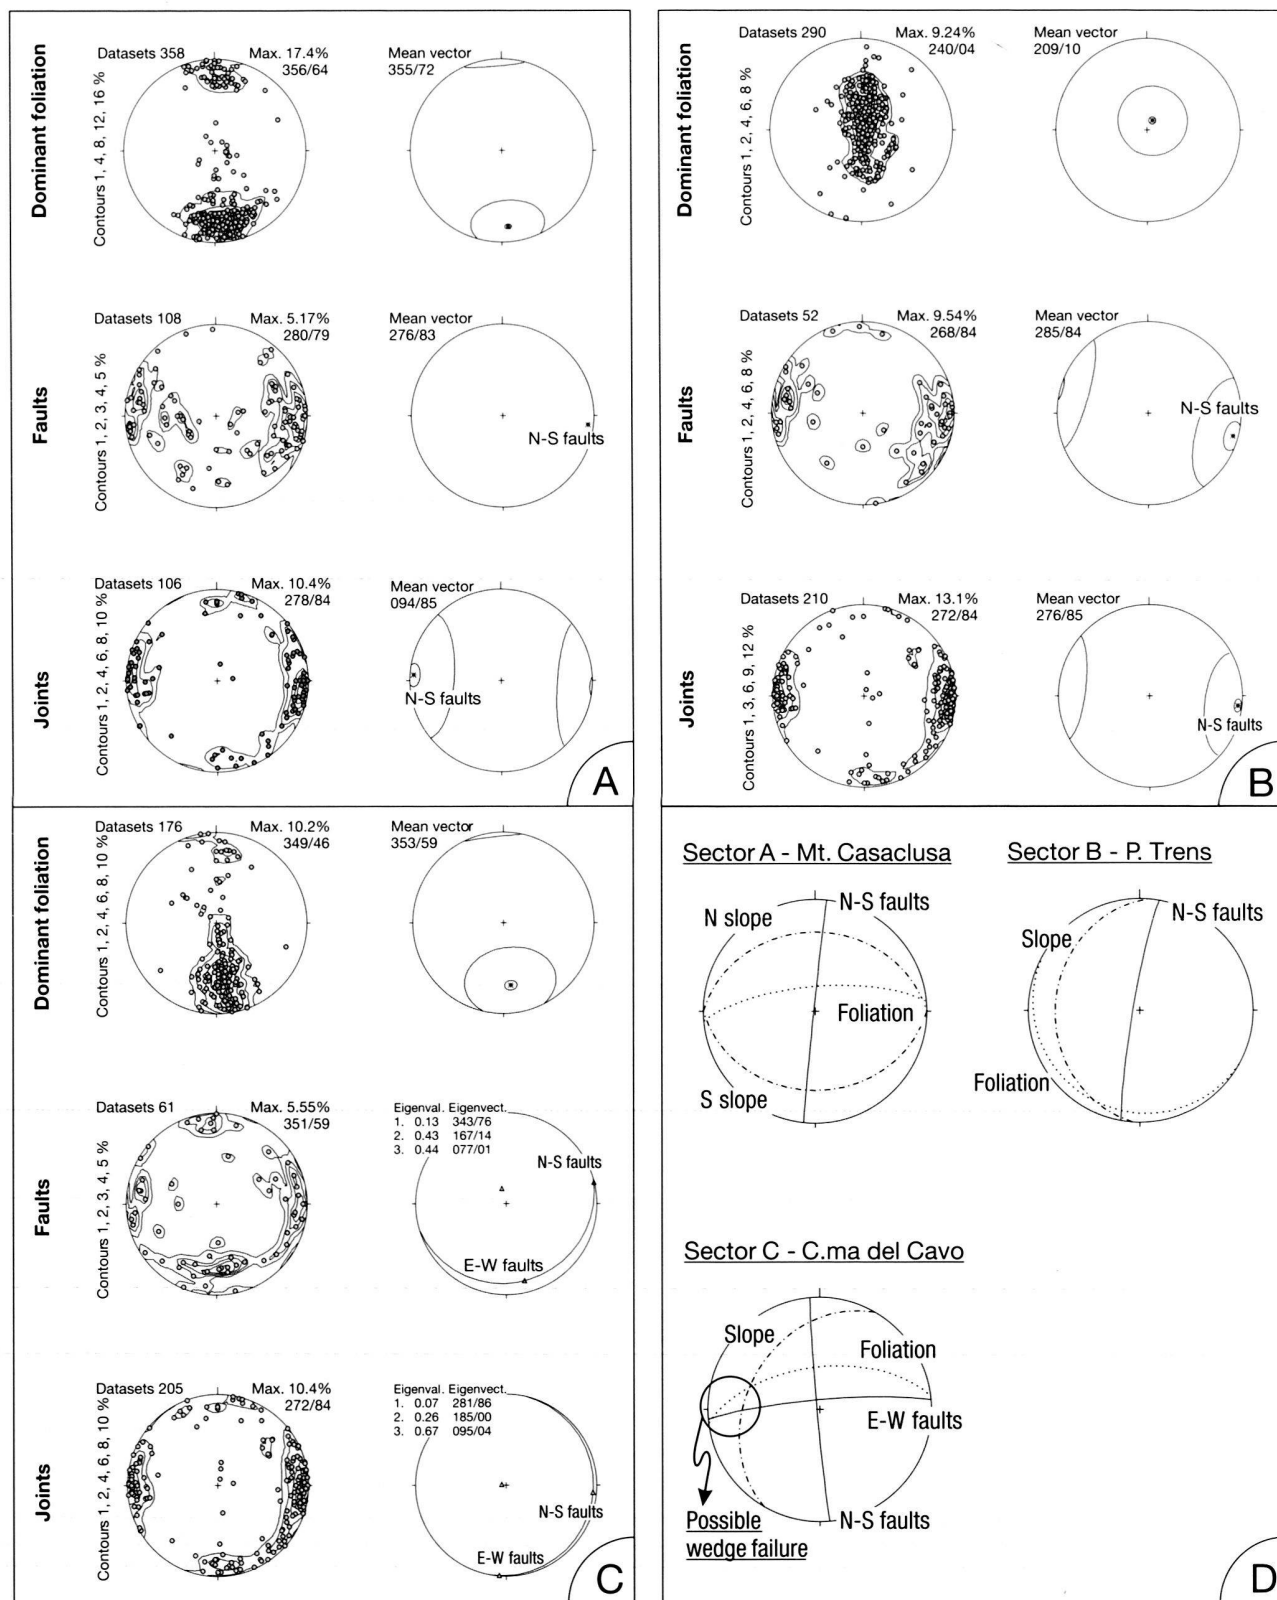 Dominant foliation
Contours 1, 4, 8, 12, 16 %
Datasets 358
Max. 17.4%
356/64
Mean vector
355/72
Faults
Contours 1, 2, 3, 4, 5 %
Datasets 108
Max. 5.17%
280/79
Mean vector
276/83
N-S faults
Joints
Contours 1, 2, 4, 6, 8, 10 %
Datasets 106
Max. 10.4%
278/84
Mean vector
094/85
N-S faults
A
Dominant foliation
Contours 1, 2, 4, 6, 8 %
Datasets 290
Max. 9.24%
240/04
Mean vector
209/10
Faults
Contours 1, 2, 4, 6, 8 %
Datasets 52
Max. 9.54%
268/84
Mean vector
285/84
N-S faults
Joints
Contours 1, 3, 6, 9, 12 %
Datasets 210
Max. 13.1%
272/84
Mean vector
276/85
N-S faults
B
Dominant foliation
Contours 1, 2, 4, 6, 8, 10 %
Datasets 176
Max. 10.2%
349/46
Mean vector
353/59
Faults
Contours 1, 2, 3, 4, 5 %
Datasets 61
Max. 5.55%
351/59
Eigenval. Eigenvect.
1. 0.13 343/76
2. 0.43 167/14
3. 0.44 077/01
N-S faults
E-W faults
Joints
Contours 1, 2, 4, 6, 8, 10 %
Datasets 205
Max. 10.4%
272/84
Eigenval. Eigenvect.
1. 0.07 281/86
2. 0.26 185/00
3. 0.67 095/04
N-S faults
E-W faults
C
Sector A - Mt. Casaclusa
N slope
N-S faults
Foliation
S slope
Sector B - P. Trens
N-S faults
Slope
Foliation
Sector C - C.ma del Cavo
Slope
Foliation
E-W faults
N-S faults
Possible
wedge failure
D